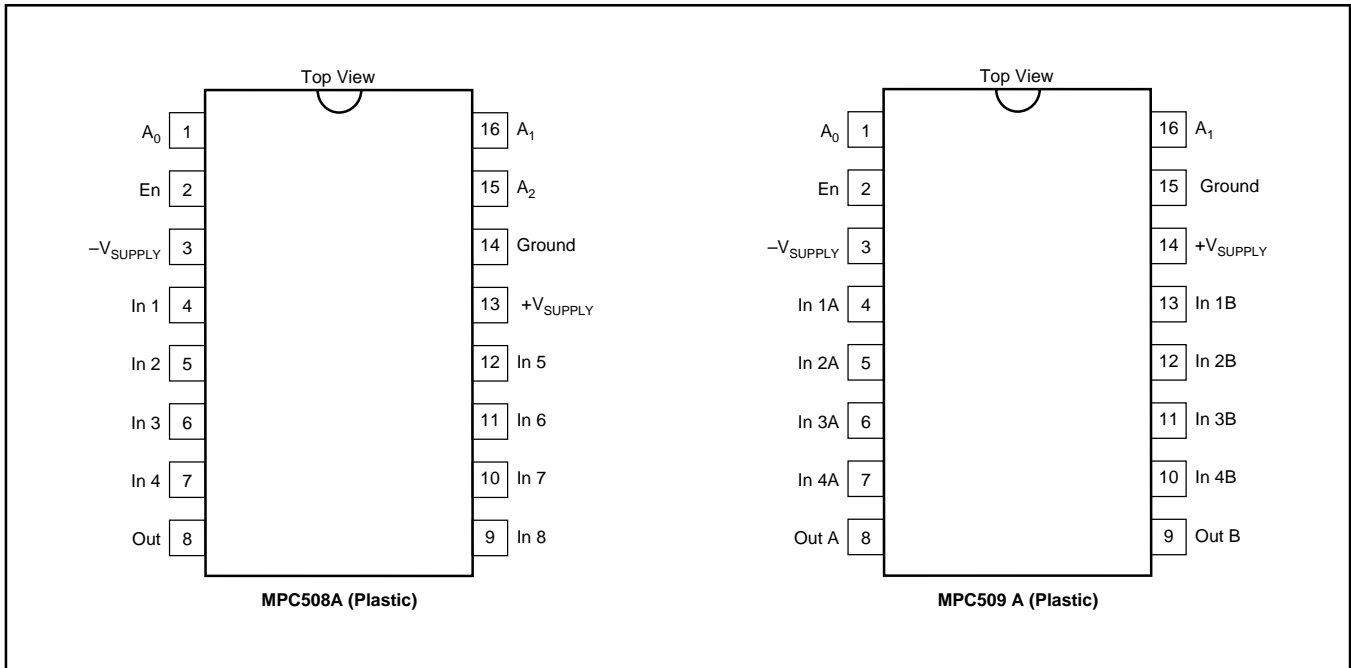 Top View
A0 1
16 A1
En 2
15 A2
–VSUPPLY 3
14 Ground
In 1 4
13 +VSUPPLY
In 2 5
12 In 5
In 3 6
11 In 6
In 4 7
10 In 7
Out 8
9 In 8
MPC508A (Plastic)
Top View
A0 1
16 A1
En 2
15 Ground
–VSUPPLY 3
14 +VSUPPLY
In 1A 4
13 In 1B
In 2A 5
12 In 2B
In 3A 6
11 In 3B
In 4A 7
10 In 4B
Out A 8
9 Out B
MPC509 A (Plastic)